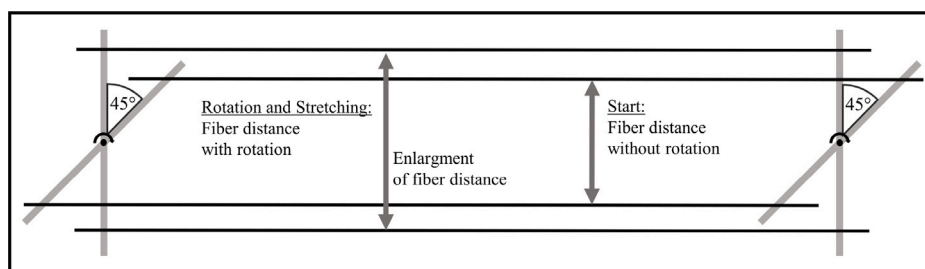 45°
Rotation and Stretching:
Fiber distance
with rotation
Enlargment
of fiber distance
Start:
Fiber distance
without rotation
45°